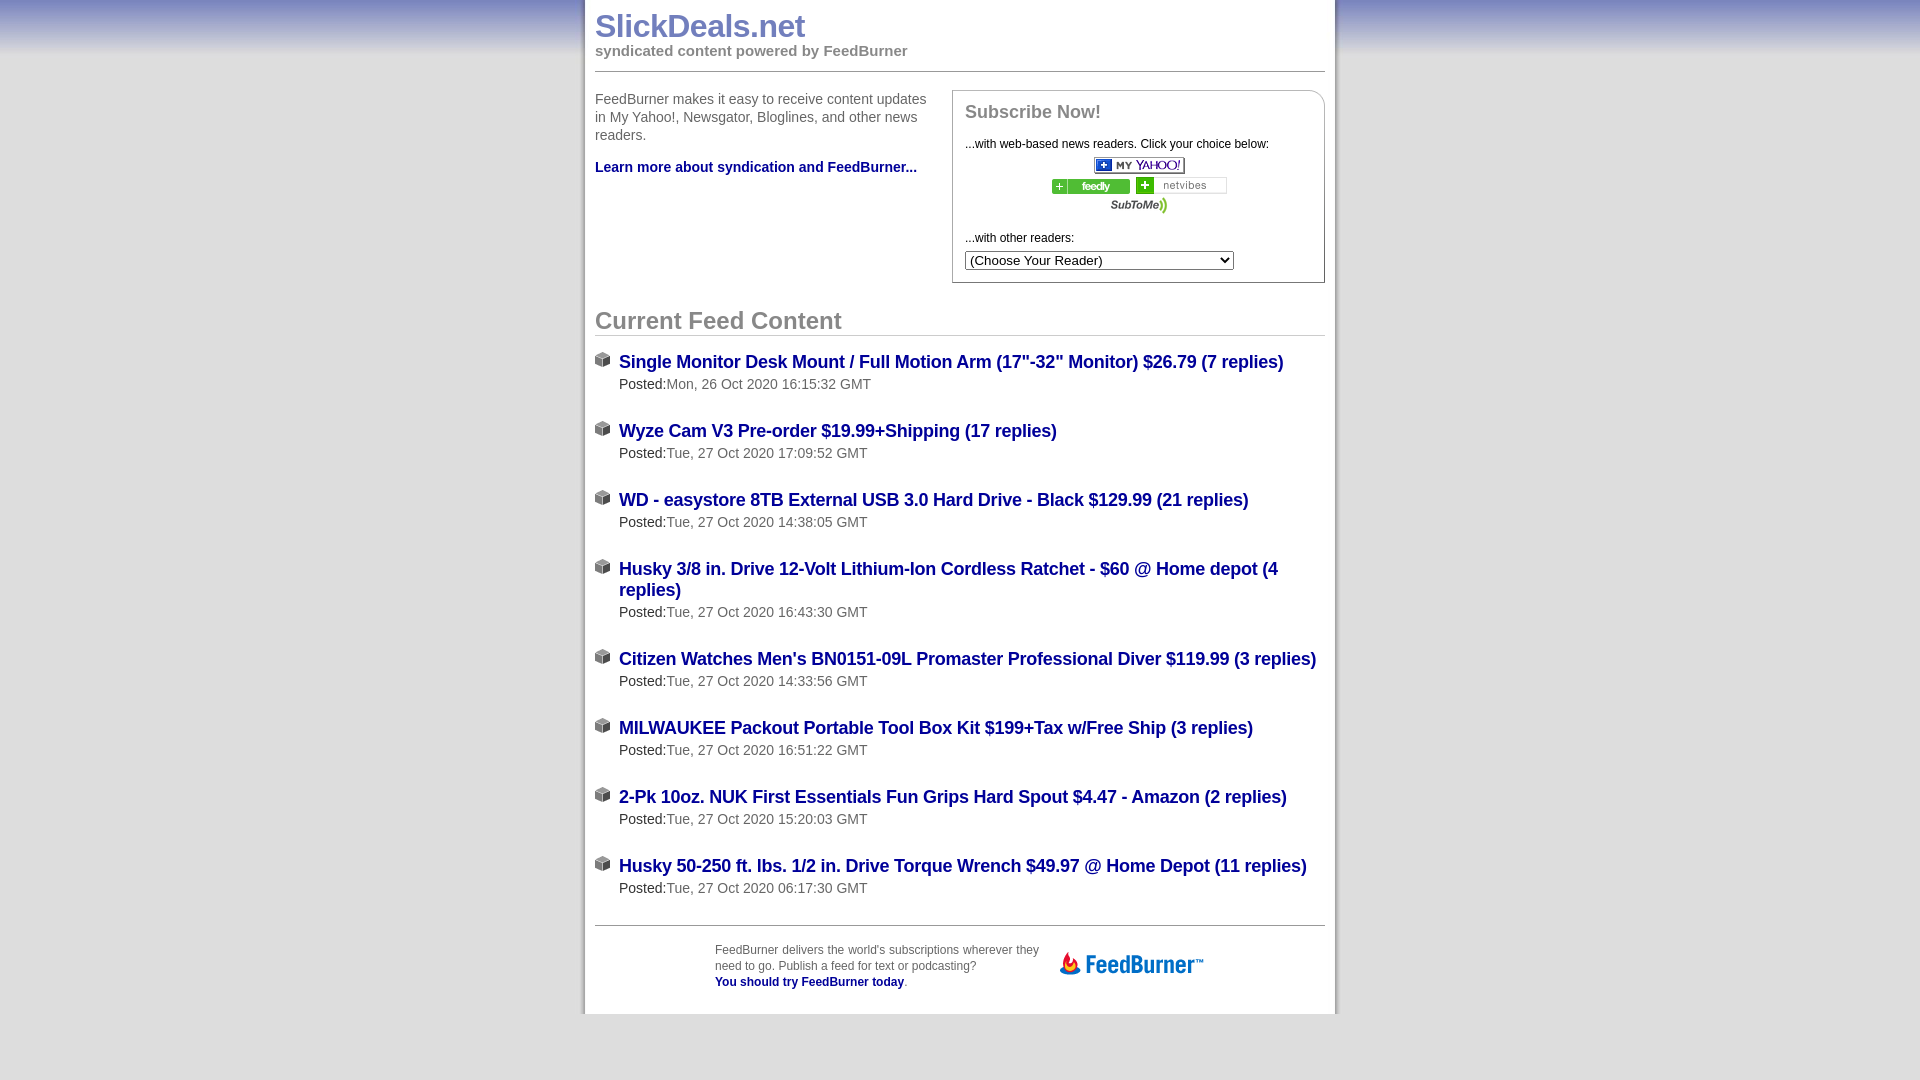 SlickDeals.net
syndicated content powered by FeedBurner
FeedBurner makes it easy to receive content updates
in My Yahoo!, Newsgator, Bloglines, and other news
readers.
Learn more about syndication and FeedBurner...
Subscribe Now!
...with web-based news readers. Click your choice below:
MY YAHOO!
feedly
netvibes
SubToMe
...with other readers:
(Choose Your Reader)
Current Feed Content
Single Monitor Desk Mount / Full Motion Arm (17"-32" Monitor) $26.79 (7 replies)
Posted:Mon, 26 Oct 2020 16:15:32 GMT
Wyze Cam V3 Pre-order $19.99+Shipping (17 replies)
Posted:Tue, 27 Oct 2020 17:09:52 GMT
WD - easystore 8TB External USB 3.0 Hard Drive - Black $129.99 (21 replies)
Posted:Tue, 27 Oct 2020 14:38:05 GMT
Husky 3/8 in. Drive 12-Volt Lithium-Ion Cordless Ratchet - $60 @ Home depot (4
replies)
Posted:Tue, 27 Oct 2020 16:43:30 GMT
Citizen Watches Men's BN0151-09L Promaster Professional Diver $119.99 (3 replies)
Posted:Tue, 27 Oct 2020 14:33:56 GMT
MILWAUKEE Packout Portable Tool Box Kit $199+Tax w/Free Ship (3 replies)
Posted:Tue, 27 Oct 2020 16:51:22 GMT
2-Pk 10oz. NUK First Essentials Fun Grips Hard Spout $4.47 - Amazon (2 replies)
Posted:Tue, 27 Oct 2020 15:20:03 GMT
Husky 50-250 ft. lbs. 1/2 in. Drive Torque Wrench $49.97 @ Home Depot (11 replies)
Posted:Tue, 27 Oct 2020 06:17:30 GMT
FeedBurner delivers the world's subscriptions wherever they
need to go. Publish a feed for text or podcasting?
You should try FeedBurner today.
FeedBurner™